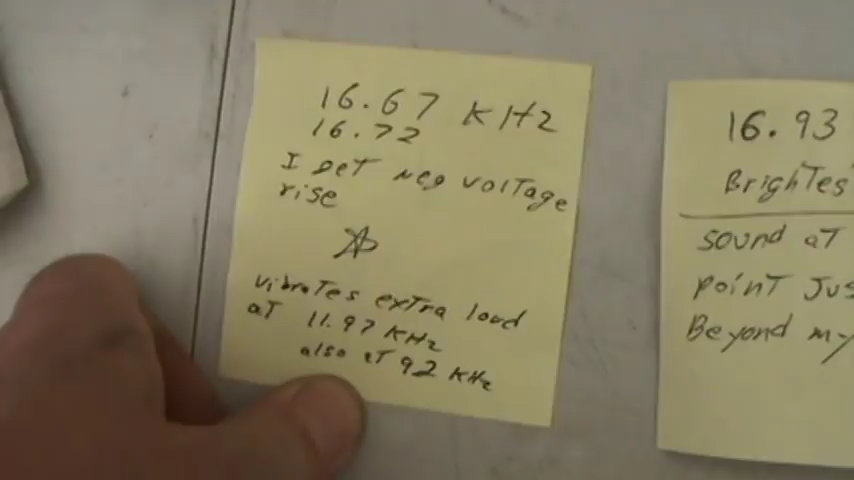 16.67 KHz
16.72
I get neg voltage
rise
vibrates extra loud
at 11.97 KHz
also at 92 KHz
16.93
Brightes
sound at
point jus
Beyond my